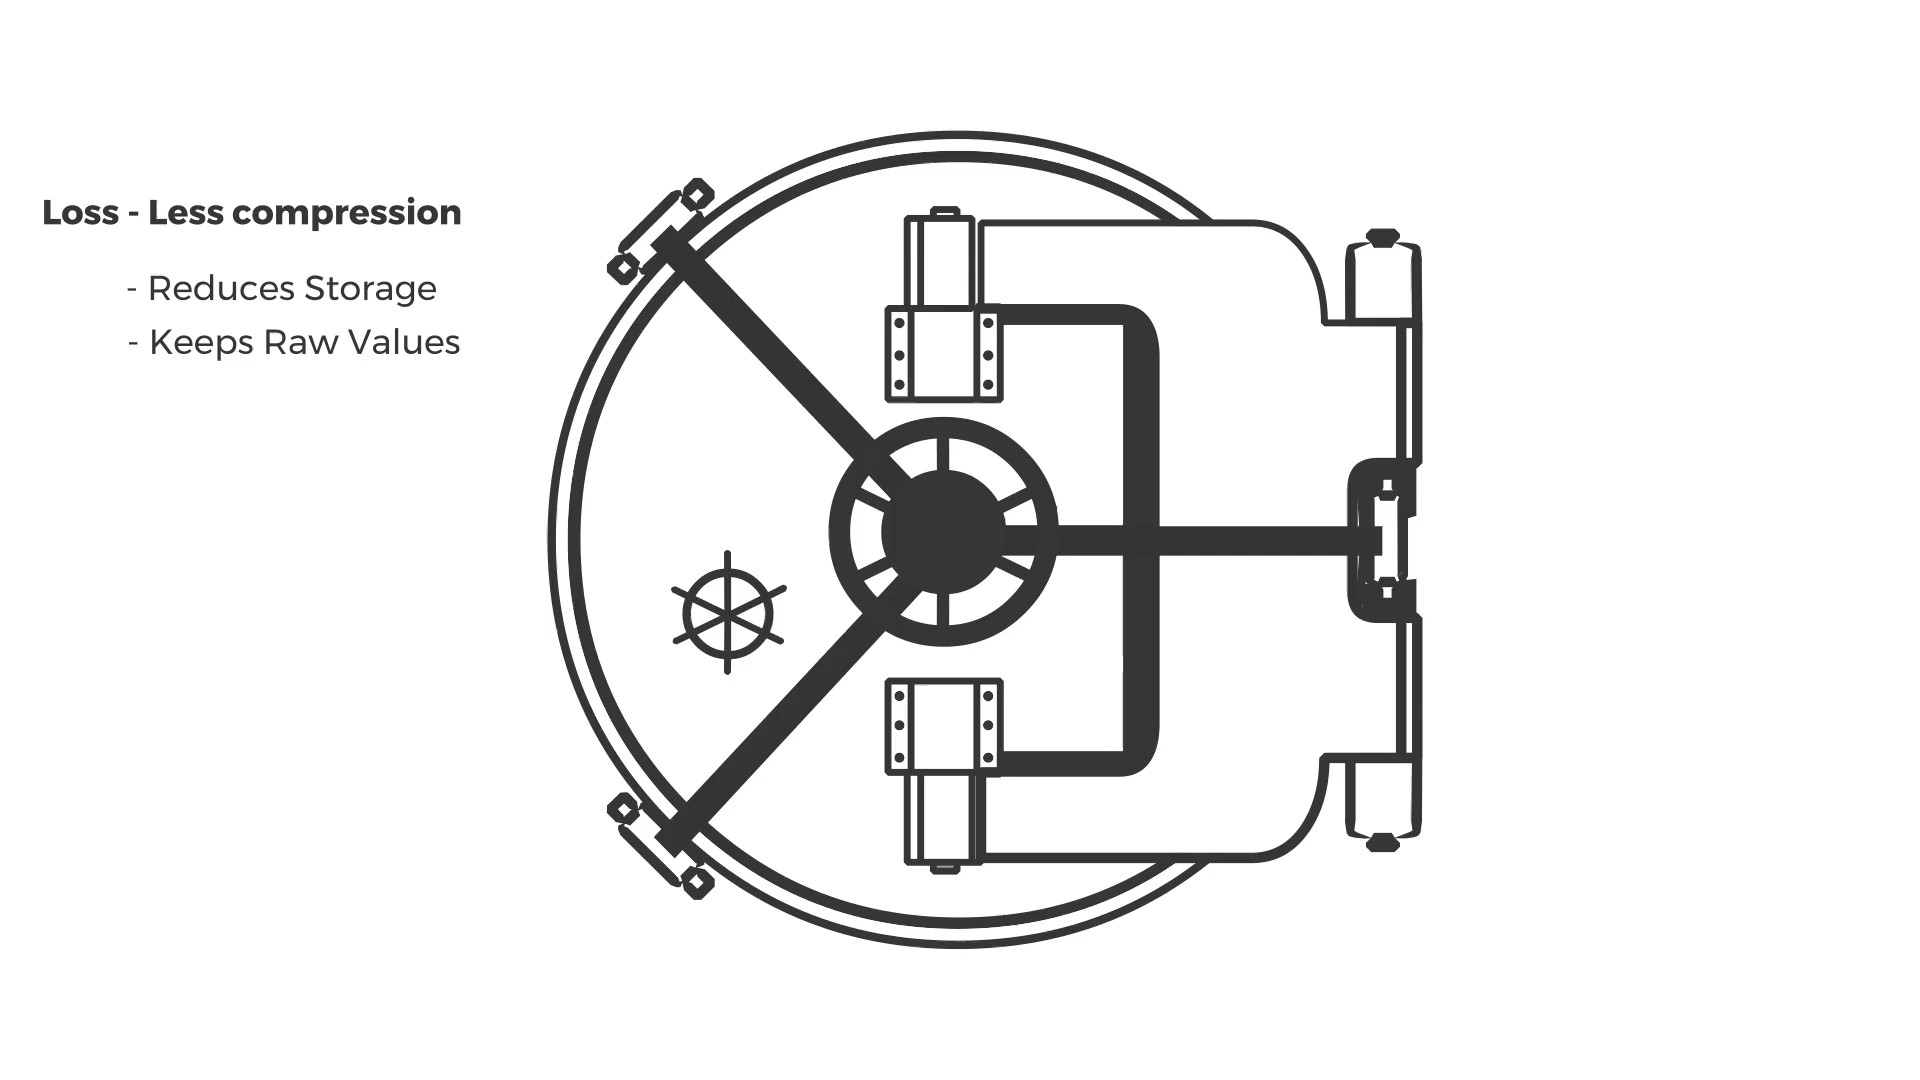 Loss - Less compression
- Reduces Storage
- Keeps Raw Values